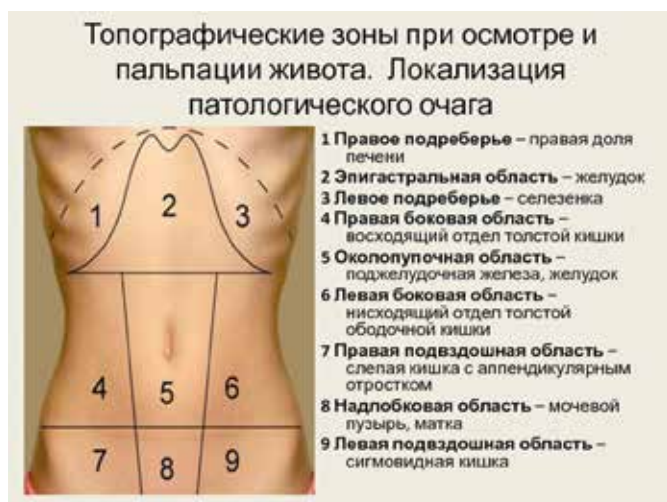 Топографические зоны при осмотре и
пальпации живота. Локализация
патологического очага
1 Правое подреберье – правая доля
печени
2 Эпигастральная область – желудок
3 Левое подреберье – селезенка
4 Правая боковая область –
восходящий отдел толстой кишки
5 Околопупочная область –
поджелудочная железа, желудок
6 Левая боковая область –
нисходящий отдел толстой
ободочной кишки
7 Правая подвздошная область –
слепая кишка с аппендикулярным
отростком
8 Надлобковая область – мочевой
пузырь, матка
9 Левая подвздошная область –
сигмовидная кишка
1 2 3
4 5 6
7 8 9